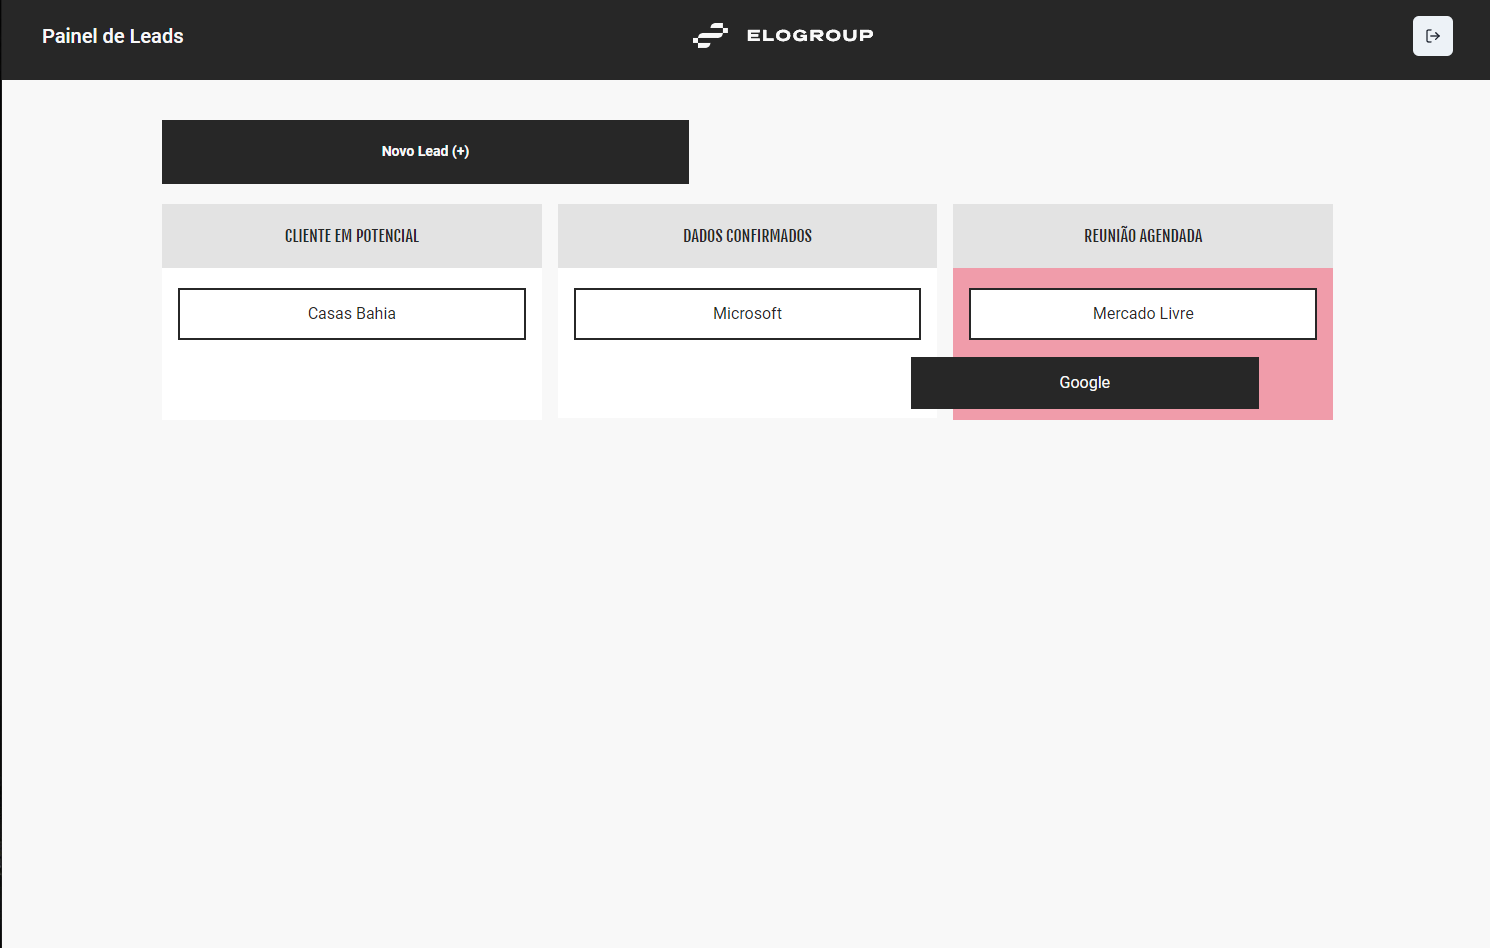 Painel de Leads
ELOGROUP
Novo Lead (+)
CLIENTE EM POTENCIAL
DADOS CONFIRMADOS
REUNIÃO AGENDADA
Casas Bahia
Microsoft
Mercado Livre
Google